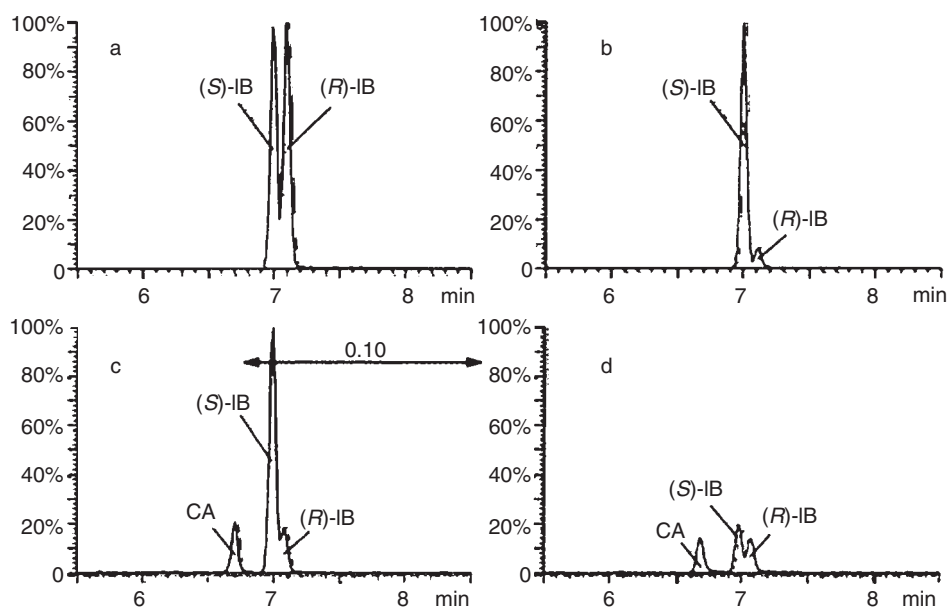 100%
80%
60%
40%
20%
0
a
(S)-IB
(R)-IB
6
7
8
min
100%
80%
60%
40%
20%
0
b
(S)-IB
(R)-IB
6
7
8
min
100%
80%
60%
40%
20%
0
c
0.10
(S)-IB
CA
(R)-IB
6
7
8
min
100%
80%
60%
40%
20%
0
d
(S)-IB
CA
(R)-IB
6
7
8
min